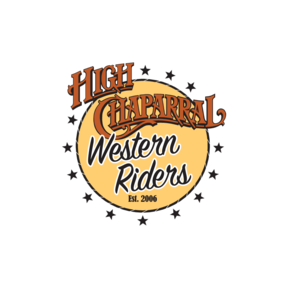 HIGH
CHAPARRAL
Western
Riders
Est. 2006